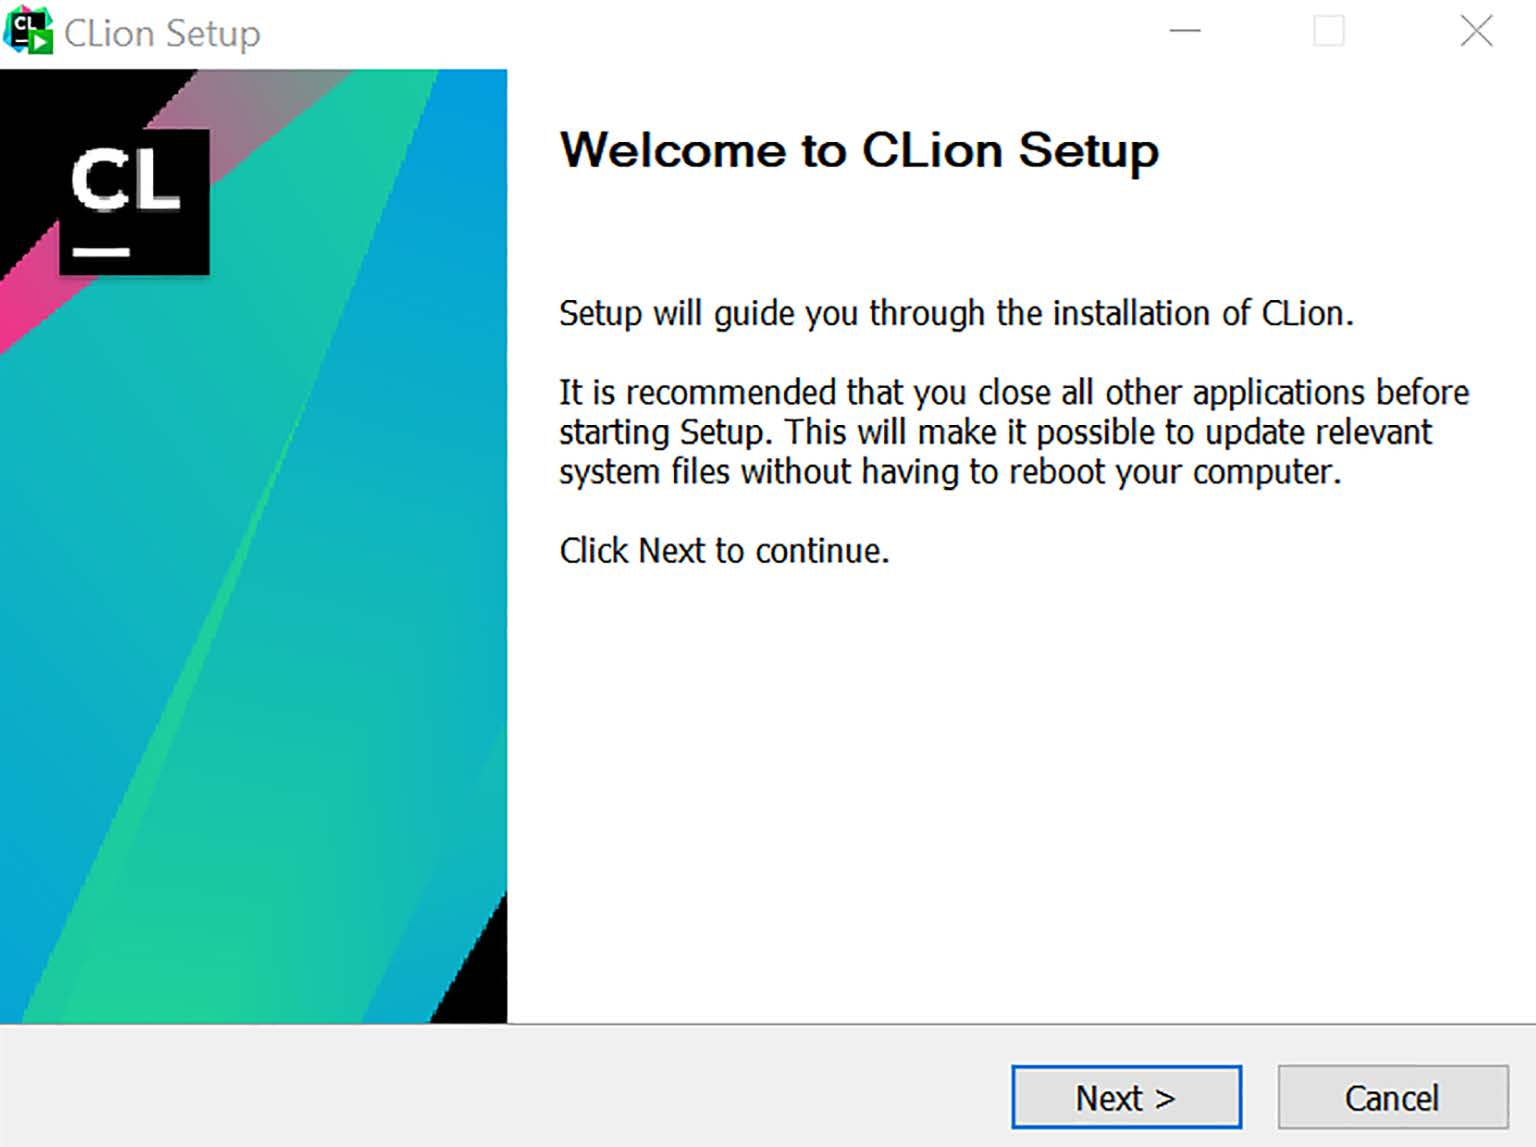 CL
CLion Setup
CL
Welcome to CLion Setup
Setup will guide you through the installation of CLion.
It is recommended that you close all other applications before
starting Setup. This will make it possible to update relevant
system files without having to reboot your computer.
Click Next to continue.
Next >
Cancel